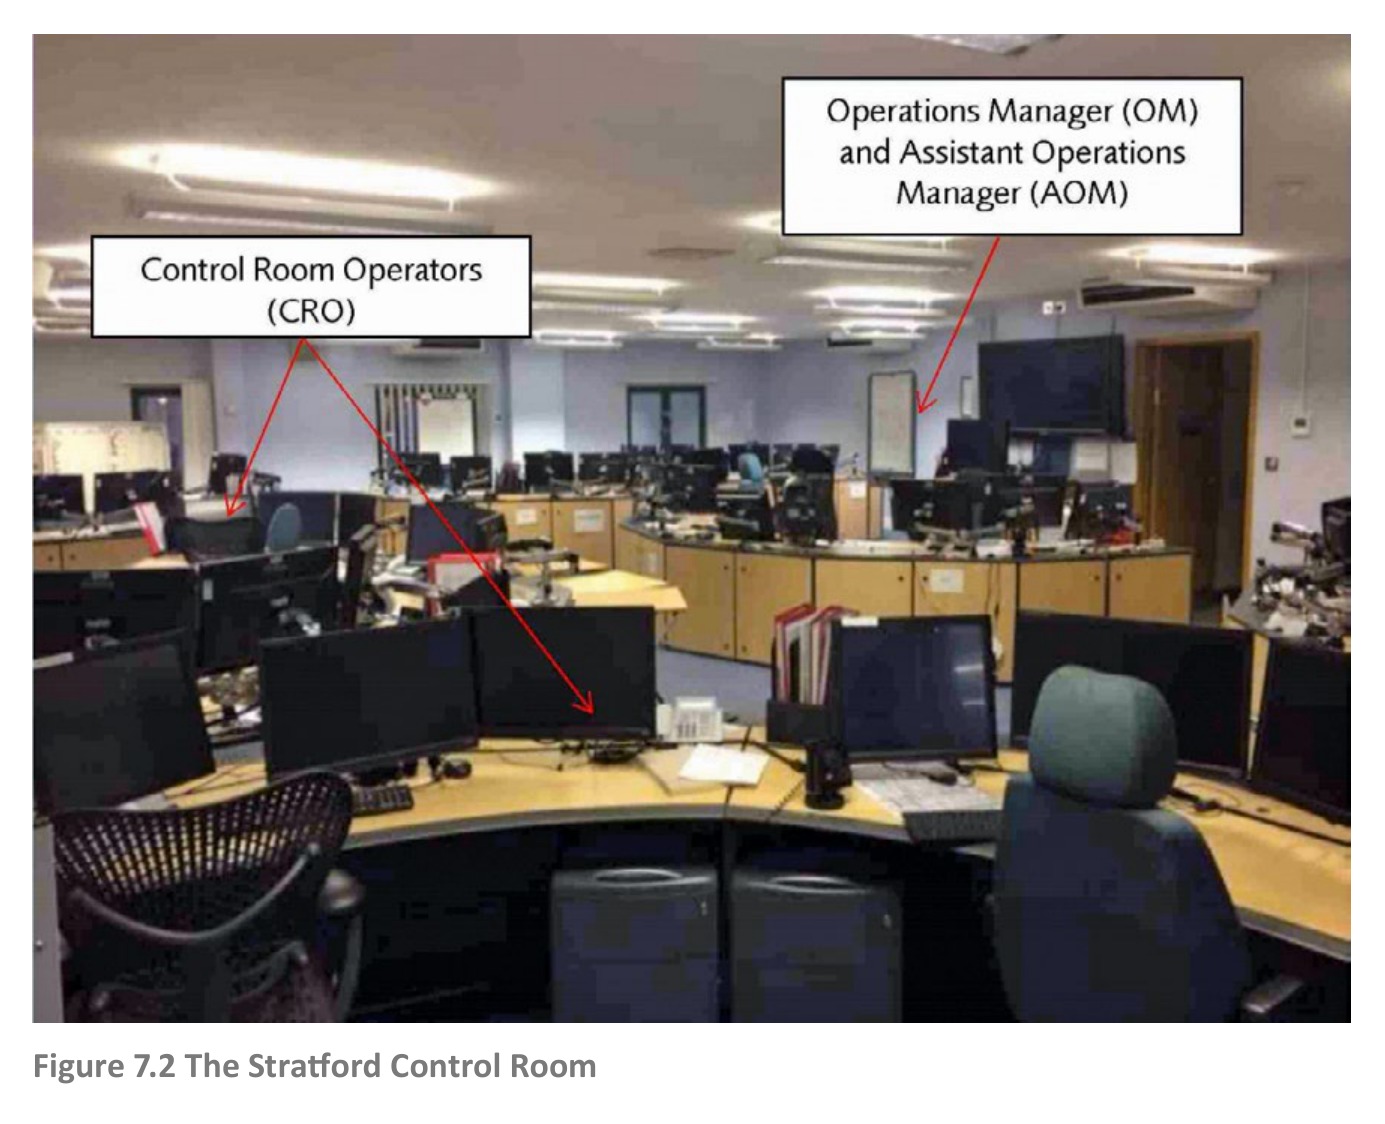 Operations Manager (OM)
and Assistant Operations
Manager (AOM)
Control Room Operators
(CRO)
Figure 7.2 The Stratford Control Room